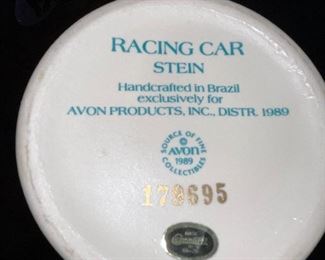 RACING CAR
STEIN
Handcrafted in Brazil
exclusively for
AVON PRODUCTS, INC., DISTR. 1989
SOURCE OF FINE
©
AVON
1989
COLLECTIBLES
179695